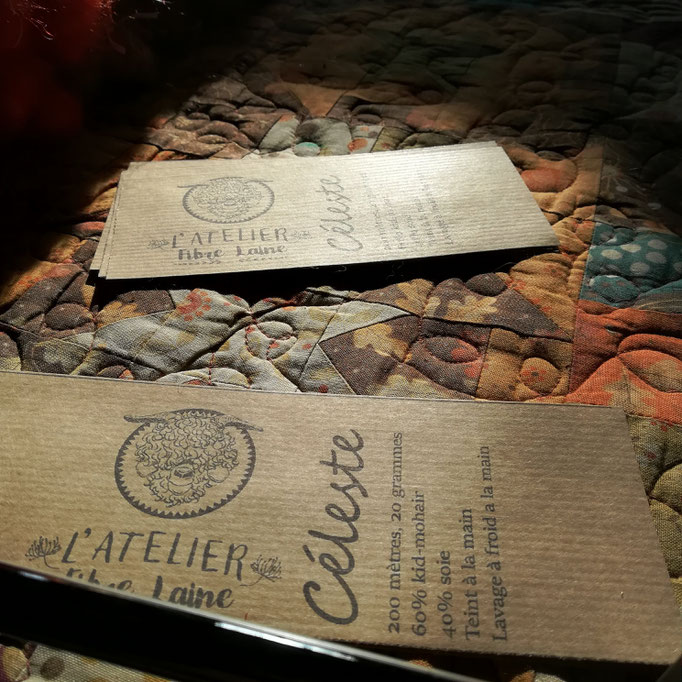 L'ATELIER
Fibre Laine
Céleste
L'ATELIER
Fibre Laine
Céleste
200 mètres, 20 grammes
60% kid-mohair
40% soie
Teint à la main
Lavage à froid a la main